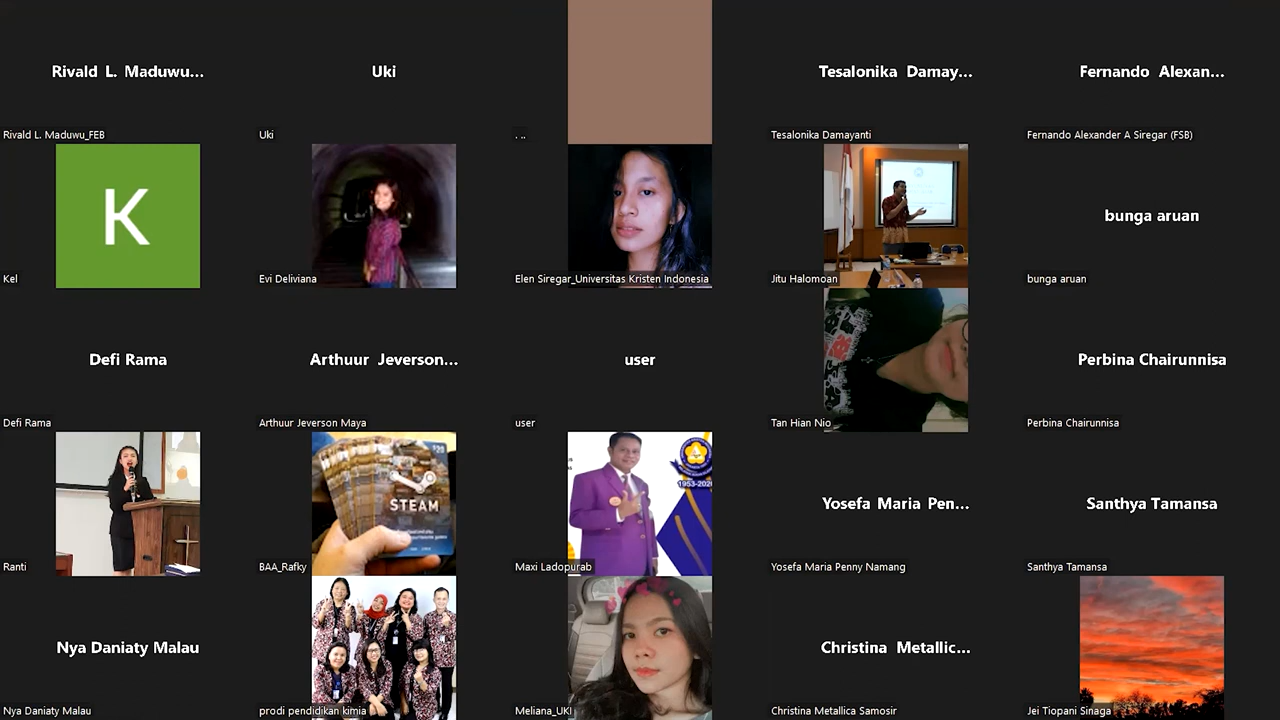 Rivald L. Maduwu...
Uki
Tesalonika Damay...
Fernando Alexan...
Rivald L. Maduwu_FEB
Uki
. ..
Tesalonika Damayanti
Fernando Alexander A Siregar (FSB)
K
bunga aruan
Kel
Evi Deliviana
Elen Siregar_Universitas Kristen Indonesia
Jitu Halomoan
bunga aruan
Defi Rama
Arthuur Jeverson...
user
Perbina Chairunnisa
Defi Rama
Arthuur Jeverson Maya
user
Tan Hian Nio
Perbina Chairunnisa
$20
STEAM
1953-202
Yosefa Maria Pen...
Santhya Tamansa
Ranti
BAA_Rafky
Maxi Ladopurab
Yosefa Maria Penny Namang
Santhya Tamansa
Nya Daniaty Malau
Christina Metallic...
Nya Daniaty Malau
prodi pendidikan kimia
Meliana_UKI
Christina Metallica Samosir
Jei Tiopani Sinaga